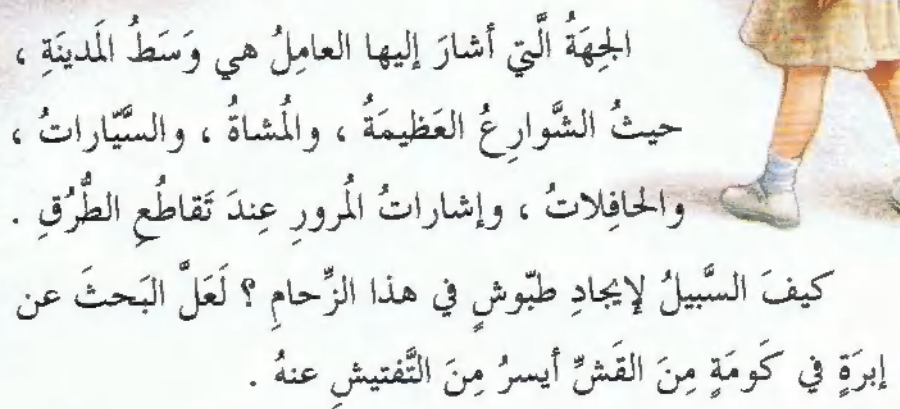 الجِهَةُ الَّتي أشارَ إليها العامِلُ هي وَسَطُ المَدينَةِ ،
حيثُ الشَّوارِعُ العَظيمَةُ ، والمُشاةُ ، والسَّيّاراتُ ،
والحافِلاتُ ، وإشاراتُ المُرورِ عِندَ تَقاطُعِ الطُّرُقِ .
كيفَ السَّبيلُ لإيجادِ طبّوشٍ في هذا الزِّحامِ ؟ لَعَلَّ البَحثَ عن
إبرَةٍ في كَومَةٍ مِنَ القَشِّ أيسرُ مِنَ التَّفتيشِ عنهُ .